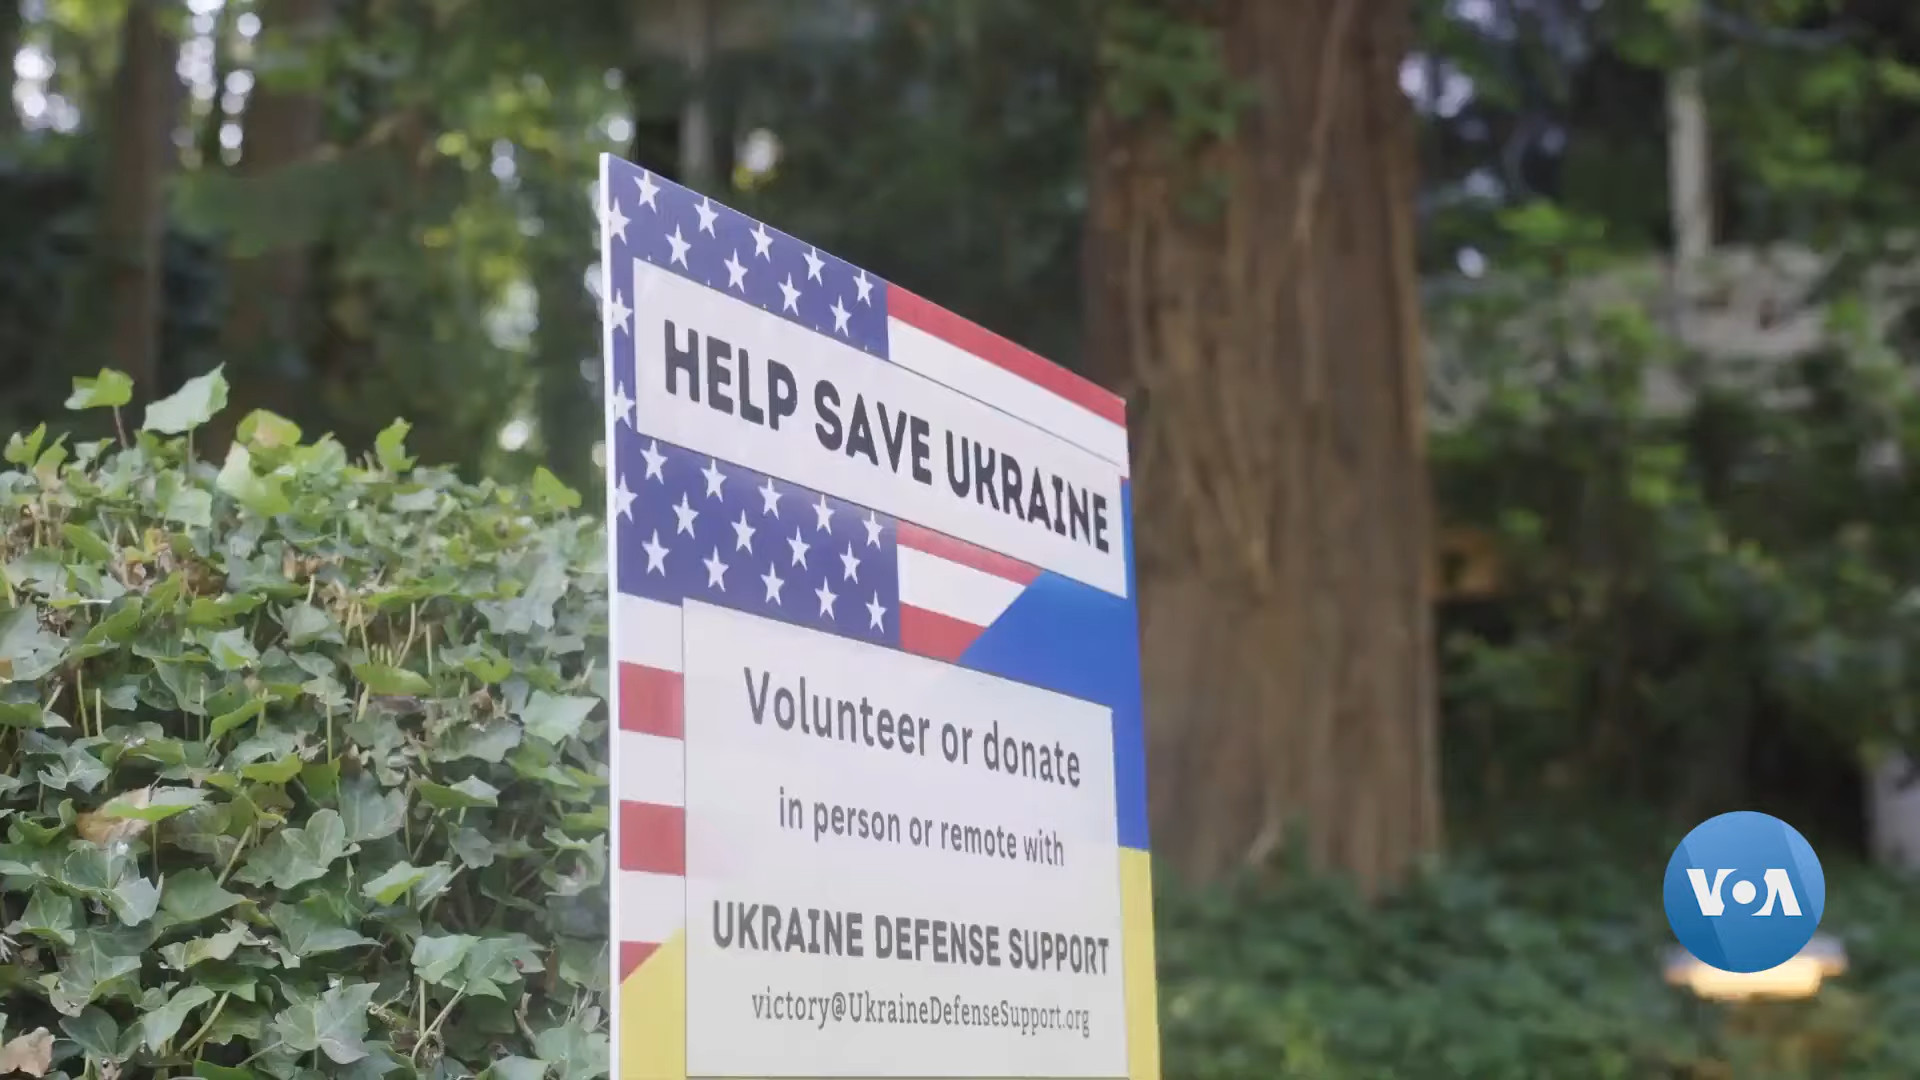 HELP SAVE UKRAINE
Volunteer or donate
in person or remote with
UKRAINE DEFENSE SUPPORT
victory@UkraineDefenseSupport.org
VOA